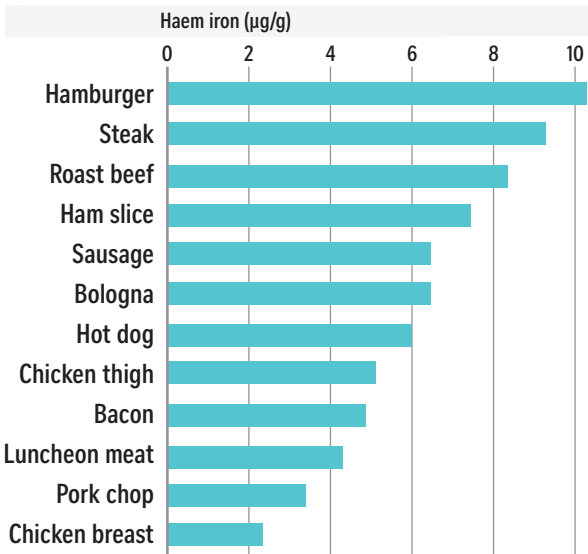 Haem iron (µg/g)
0 2 4 6 8 10
Hamburger
Steak
Roast beef
Ham slice
Sausage
Bologna
Hot dog
Chicken thigh
Bacon
Luncheon meat
Pork chop
Chicken breast